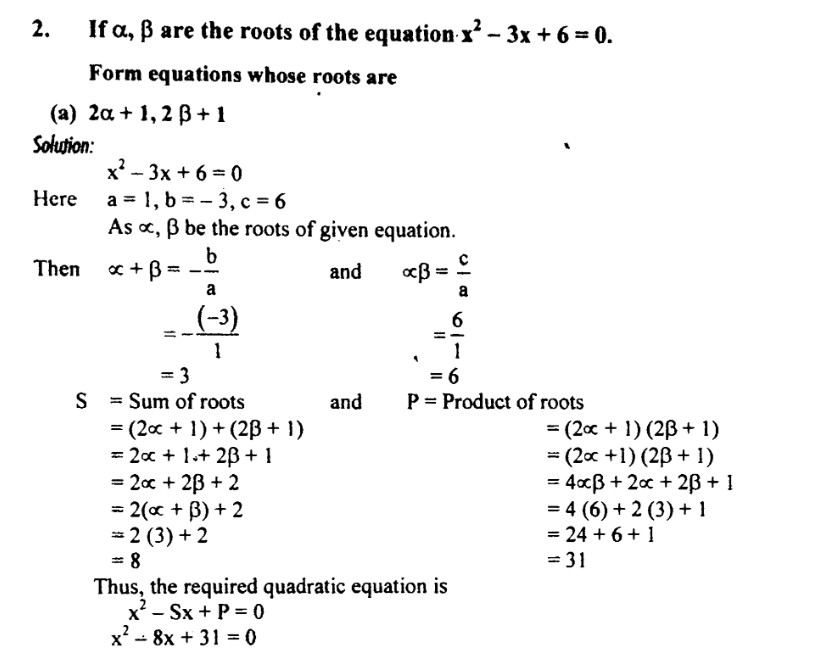 2. If α, β are the roots of the equation x² – 3x + 6 = 0.
Form equations whose roots are
(a) 2α + 1, 2 β + 1
Solution:
x² – 3x + 6 = 0
Here a = 1, b = – 3, c = 6
As ∝, β be the roots of given equation.
Then ∝ + β = – b/a and ∝β = c/a
= – (–3)/1 = 6/1
= 3 = 6
S = Sum of roots and P = Product of roots
= (2∝ + 1) + (2β + 1) = (2∝ + 1) (2β + 1)
= 2∝ + 1 + 2β + 1 = (2∝ +1) (2β + 1)
= 2∝ + 2β + 2 = 4∝β + 2∝ + 2β + 1
= 2(∝ + β) + 2 = 4 (6) + 2 (3) + 1
= 2 (3) + 2 = 24 + 6 + 1
= 8 = 31
Thus, the required quadratic equation is
x² – Sx + P = 0
x² – 8x + 31 = 0